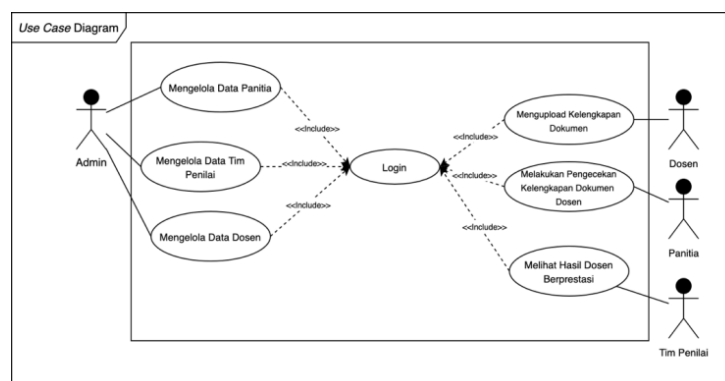 Use Case Diagram
Mengelola Data Panitia
<<Include>>
Admin
Mengelola Data Tim
Penilai
<<Include>>
Mengelola Data Dosen
<<Include>>
Login
Mengupload Kelengkapan
Dokumen
<<Include>>
Dosen
Melakukan Pengecekan
Kelengkapan Dokumen
Dosen
<<Include>>
Panitia
<<Include>>
Melihat Hasil Dosen
Berprestasi
Tim Penilai